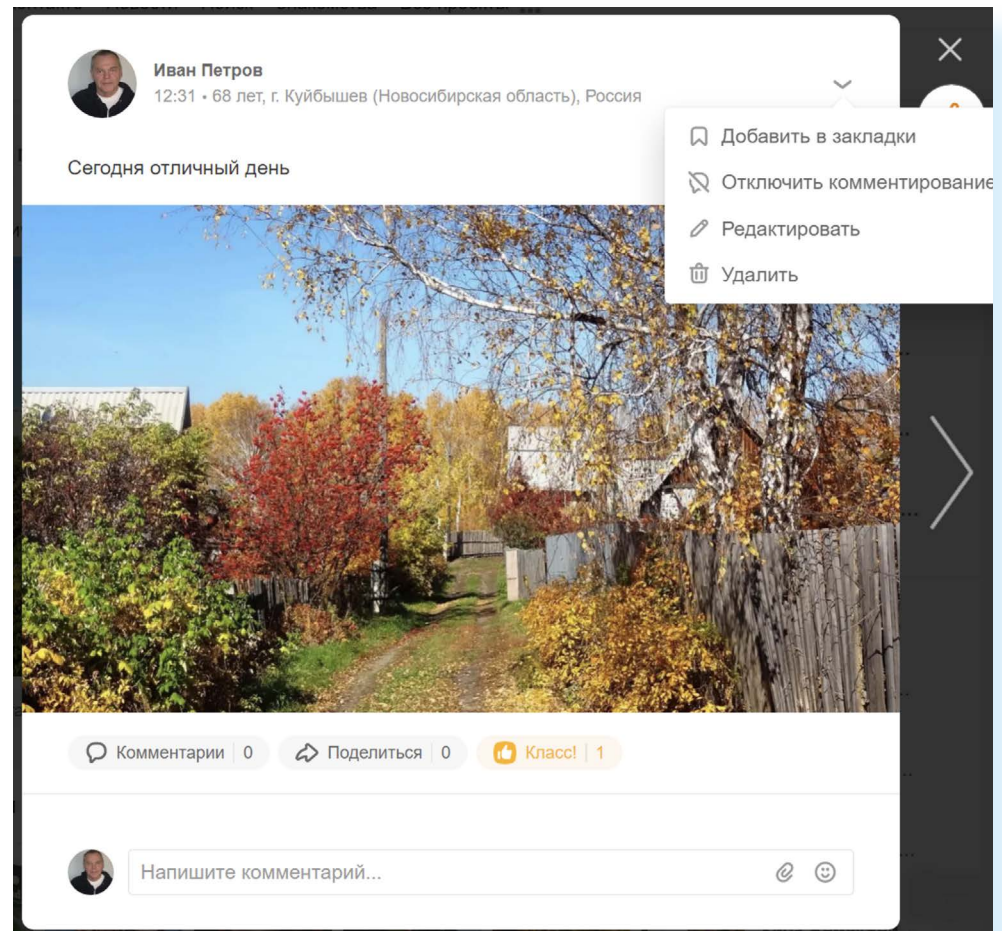 Иван Петров
12:31 • 68 лет, г. Куйбышев (Новосибирская область), Россия
Добавить в закладки
Сегодня отличный день
Отключить комментирование
Редактировать
Удалить
Комментарии 0 Поделиться 0 Класс! 1
Напишите комментарий...